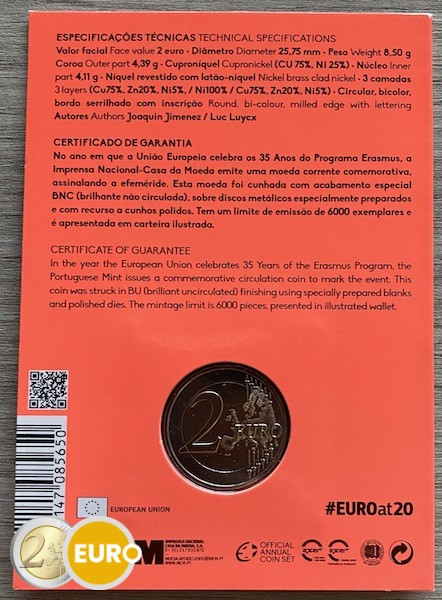 ESPECIFICAÇÕES TÉCNICAS TECHNICAL SPECIFICATIONS
Valor facial Face value 2 euro - Diâmetro Diameter 25,75 mm - Peso Weight 8,50 g
Coroa Outer part 4,39 g - Cuproníquel Cupronickel (CU 75%, NI 25%) - Núcleo Inner
part 4,11 g - Níquel revestido com latão-níquel Nickel brass clad nickel - 3 camadas
3 layers (Cu75%, Zn20%, Ni5%, / Ni100% / Cu75%, Zn20%, Ni5%) - Circular, bicolor,
bordo serrilhado com inscrição Round, bi-colour, milled edge with lettering
Autores Authors Joaquin Jimenez / Luc Luycx
CERTIFICADO DE GARANTIA
No ano em que a União Europeia celebra os 35 Anos do Programa Erasmus, a
Imprensa Nacional-Casa da Moeda emite uma moeda corrente comemorativa,
assinalando a efeméride. Esta moeda foi cunhada com acabamento especial
BNC (brilhante não circulada), sobre discos metálicos especialmente preparados
e com recurso a cunhos polidos. Tem um limite de emissão de 6000 exemplares e
é apresentada em carteira ilustrada.
CERTIFICATE OF GUARANTEE
In the year the European Union celebrates 35 Years of the Erasmus Program, the
Portuguese Mint issues a commemorative circulation coin to mark the event. This
coin was struck in BU (brilliant uncirculated) finishing using specially prepared blanks
and polished dies. The mintage limit is 6000 pieces, presented in illustrated wallet.
2 EURO
147085650
EUROPEAN UNION
#EUROat20
2 EURO
M
IMPRENSA NACIONAL
CASA DA MOEDA, S.A.
OFFICIAL
ANNUAL
COIN SET